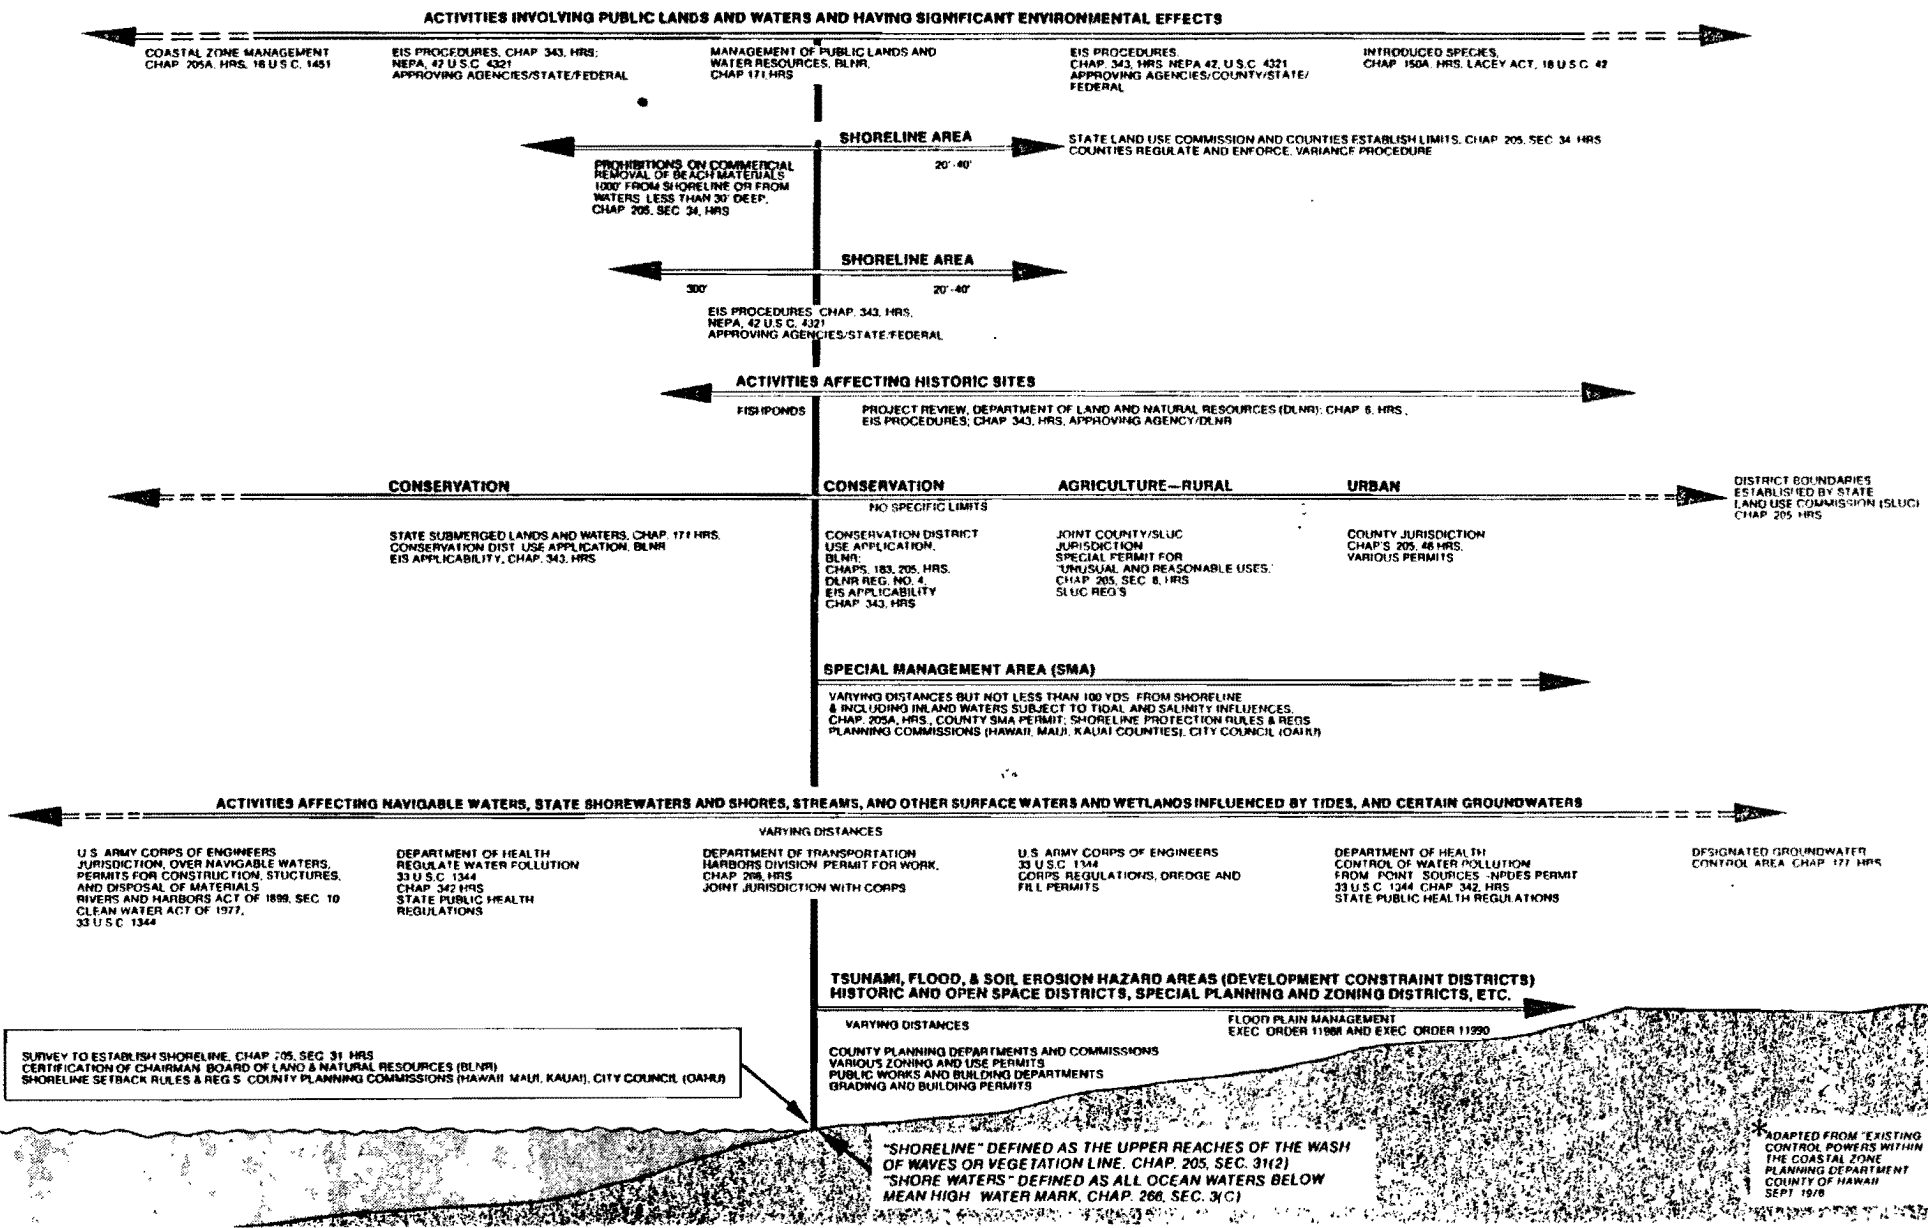 ACTIVITIES INVOLVING PUBLIC LANDS AND WATERS AND HAVING SIGNIFICANT ENVIRONMENTAL EFFECTS
COASTAL ZONE MANAGEMENT
CHAP 205A, HRS, 16 U S C, 1451
EIS PROCEDURES, CHAP 343, HRS;
NEPA, 42 U.S.C 4321
APPROVING AGENCIES/STATE/FEDERAL
MANAGEMENT OF PUBLIC LANDS AND
WATER RESOURCES, BLNR,
CHAP 171, HRS
EIS PROCEDURES,
CHAP. 343, HRS NEPA 42, U.S.C 4321
APPROVING AGENCIES/COUNTY/STATE/
FEDERAL
INTRODUCED SPECIES,
CHAP 150A, HRS, LACEY ACT, 18 U S C 42
SHORELINE AREA
20'-40'
STATE LAND USE COMMISSION AND COUNTIES ESTABLISH LIMITS, CHAP 205, SEC 34 HRS
COUNTIES REGULATE AND ENFORCE, VARIANCE PROCEDURE
PROHIBITIONS ON COMMERCIAL
REMOVAL OF BEACH MATERIALS
1000' FROM SHORELINE OR FROM
WATERS LESS THAN 30' DEEP,
CHAP 205, SEC 34, HRS
SHORELINE AREA
300'
20'-40'
EIS PROCEDURES CHAP. 343, HRS,
NEPA, 42 U.S C. 4321
APPROVING AGENCIES/STATE/FEDERAL
ACTIVITIES AFFECTING HISTORIC SITES
FISHPONDS
PROJECT REVIEW, DEPARTMENT OF LAND AND NATURAL RESOURCES (DLNR); CHAP 6, HRS,
EIS PROCEDURES; CHAP 343, HRS, APPROVING AGENCY/DLNR
CONSERVATION
CONSERVATION
AGRICULTURE—RURAL
URBAN
NO SPECIFIC LIMITS
DISTRICT BOUNDARIES
ESTABLISHED BY STATE
LAND USE COMMISSION (SLUC)
CHAP 205 HRS
STATE SUBMERGED LANDS AND WATERS, CHAP. 171 HRS,
CONSERVATION DIST USE APPLICATION, BLNR
EIS APPLICABILITY, CHAP. 343, HRS
CONSERVATION DISTRICT
USE APPLICATION,
BLNR;
CHAPS. 183, 205, HRS.
DLNR REG. NO. 4,
EIS APPLICABILITY
CHAP 343, HRS
JOINT COUNTY/SLUC
JURISDICTION
SPECIAL PERMIT FOR
"UNUSUAL AND REASONABLE USES,"
CHAP 205, SEC 6, HRS
SLUC REG'S
COUNTY JURISDICTION
CHAP'S 205, 46 HRS,
VARIOUS PERMITS
SPECIAL MANAGEMENT AREA (SMA)
VARYING DISTANCES BUT NOT LESS THAN 100 YDS FROM SHORELINE
& INCLUDING INLAND WATERS SUBJECT TO TIDAL AND SALINITY INFLUENCES,
CHAP. 205A, HRS, COUNTY SMA PERMIT; SHORELINE PROTECTION RULES & REGS
PLANNING COMMISSIONS (HAWAII, MAUI, KAUAI COUNTIES), CITY COUNCIL (OAHU)
ACTIVITIES AFFECTING NAVIGABLE WATERS, STATE SHOREWATERS AND SHORES, STREAMS, AND OTHER SURFACE WATERS AND WETLANDS INFLUENCED BY TIDES, AND CERTAIN GROUNDWATERS
VARYING DISTANCES
U S ARMY CORPS OF ENGINEERS
JURISDICTION, OVER NAVIGABLE WATERS,
PERMITS FOR CONSTRUCTION, STUCTURES,
AND DISPOSAL OF MATERIALS
RIVERS AND HARBORS ACT OF 1899, SEC 10
CLEAN WATER ACT OF 1977,
33 U S C 1344
DEPARTMENT OF HEALTH
REGULATE WATER POLLUTION
33 U S C 1344
CHAP 342 HRS
STATE PUBLIC HEALTH
REGULATIONS
DEPARTMENT OF TRANSPORTATION
HARBORS DIVISION PERMIT FOR WORK,
CHAP 266, HRS
JOINT JURISDICTION WITH CORPS
U.S ARMY CORPS OF ENGINEERS
33 U S.C 1344
CORPS REGULATIONS, DREDGE AND
FILL PERMITS
DEPARTMENT OF HEALTH
CONTROL OF WATER POLLUTION
FROM POINT SOURCES -NPDES PERMIT
33 U S C 1344 CHAP 342, HRS
STATE PUBLIC HEALTH REGULATIONS
DESIGNATED GROUNDWATER
CONTROL AREA CHAP 177 HRS
TSUNAMI, FLOOD, & SOIL EROSION HAZARD AREAS (DEVELOPMENT CONSTRAINT DISTRICTS)
HISTORIC AND OPEN SPACE DISTRICTS, SPECIAL PLANNING AND ZONING DISTRICTS, ETC.
VARYING DISTANCES
FLOOD PLAIN MANAGEMENT
EXEC ORDER 11988 AND EXEC ORDER 11990
COUNTY PLANNING DEPARTMENTS AND COMMISSIONS
VARIOUS ZONING AND USE PERMITS
PUBLIC WORKS AND BUILDING DEPARTMENTS
GRADING AND BUILDING PERMITS
SURVEY TO ESTABLISH SHORELINE, CHAP 205, SEC 31 HRS
CERTIFICATION OF CHAIRMAN BOARD OF LAND & NATURAL RESOURCES (BLNR)
SHORELINE SETBACK RULES & REG S COUNTY PLANNING COMMISSIONS (HAWAII MAUI, KAUAI), CITY COUNCIL (OAHU)
"SHORELINE" DEFINED AS THE UPPER REACHES OF THE WASH
OF WAVES OR VEGETATION LINE, CHAP. 205, SEC. 31(2)
"SHORE WATERS" DEFINED AS ALL OCEAN WATERS BELOW
MEAN HIGH WATER MARK, CHAP. 266, SEC. 3(C)
*ADAPTED FROM "EXISTING
CONTROL POWERS WITHIN
THE COASTAL ZONE
PLANNING DEPARTMENT
COUNTY OF HAWAII
SEPT 1978